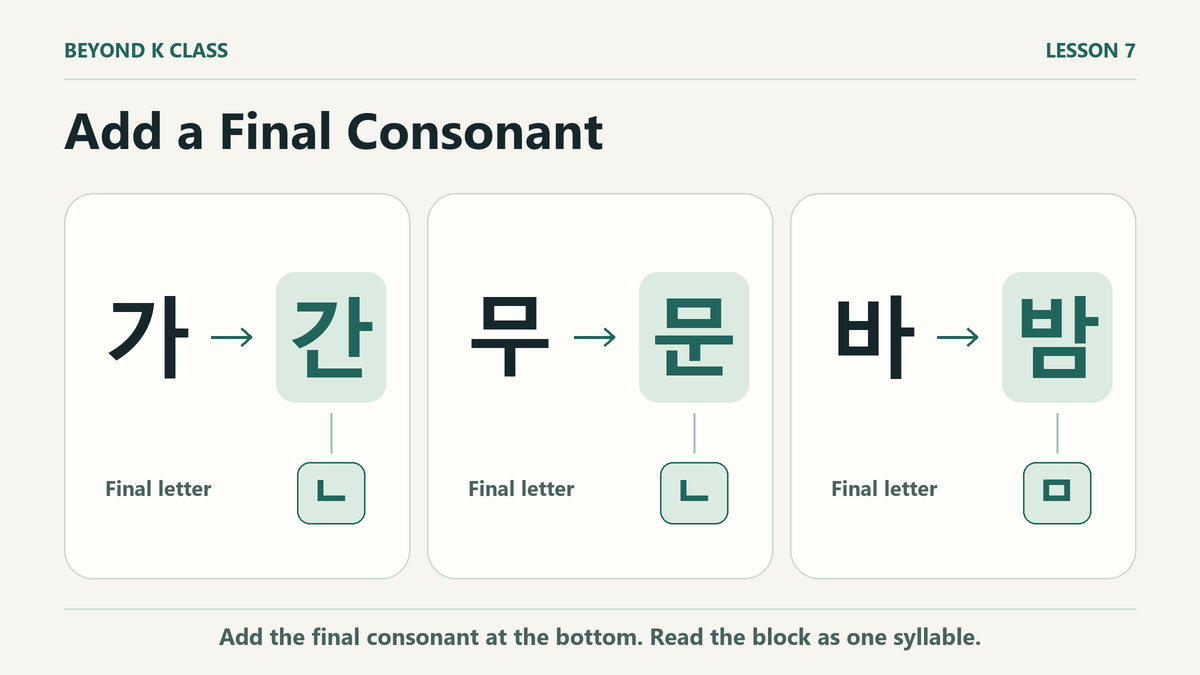 BEYOND K CLASS
LESSON 7
Add a Final Consonant
가 → 간
Final letter ㄴ
무 → 문
Final letter ㄴ
바 → 밤
Final letter ㅁ
Add the final consonant at the bottom. Read the block as one syllable.